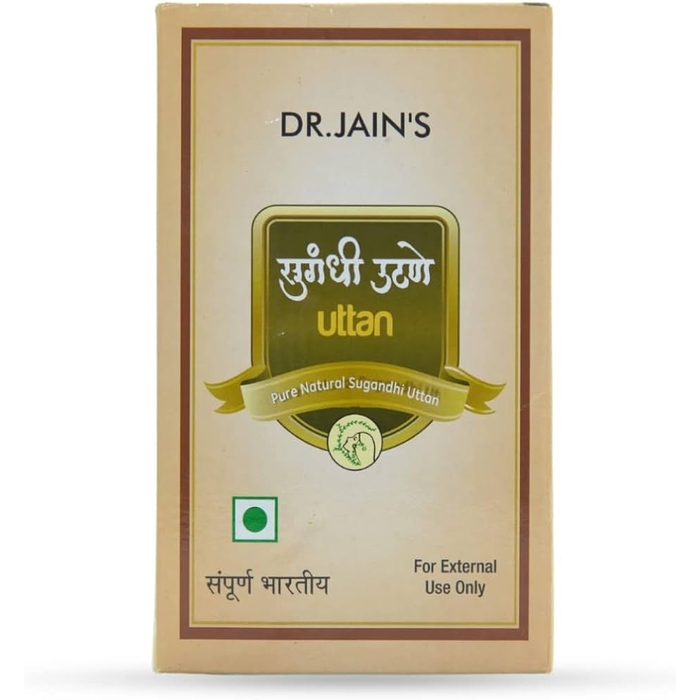 DR.JAIN'S
सुगंधी उटणे
uttan
Pure Natural Sugandhi Uttan
संपूर्ण भारतीय
For External
Use Only